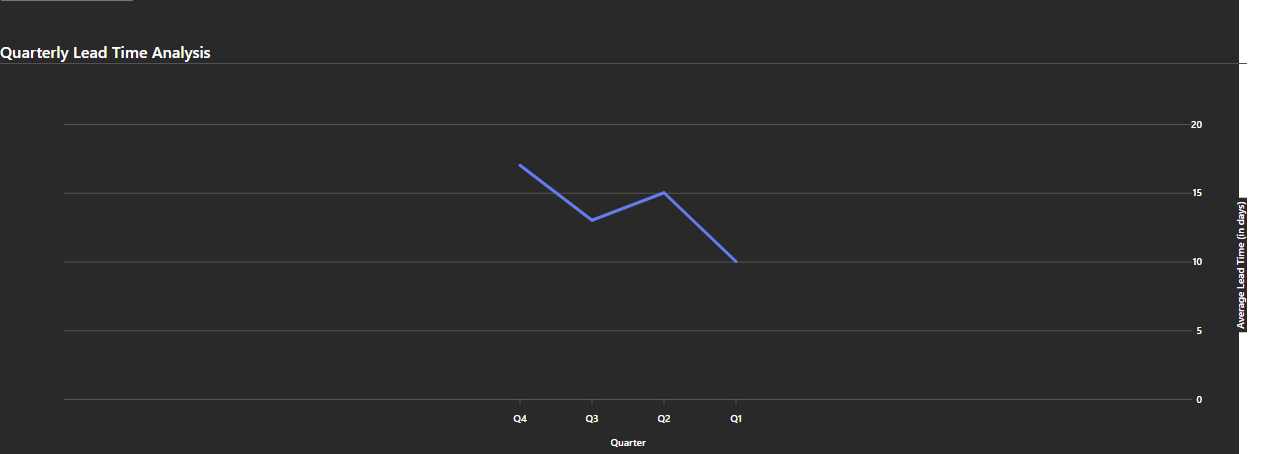 Quarterly Lead Time Analysis
20
15
10
5
0
Average Lead Time (in days)
Q4 Q3 Q2 Q1
Quarter